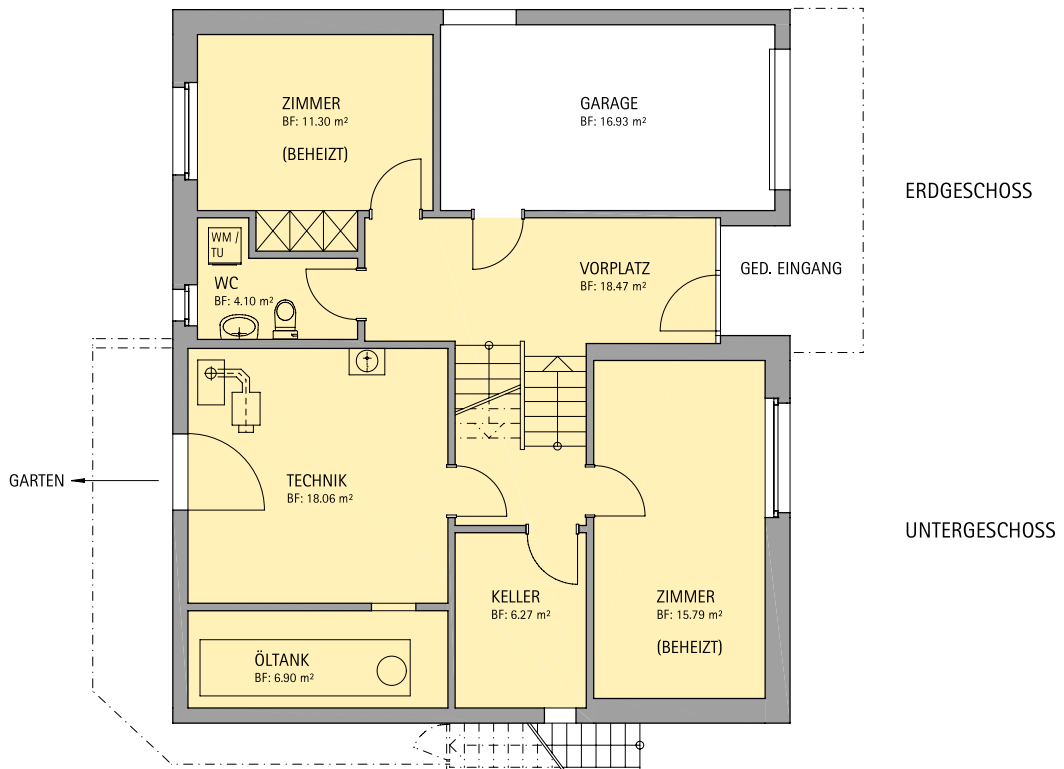 ZIMMER
BF: 11.30 m²
(BEHEIZT)
GARAGE
BF: 16.93 m²
ERDGESCHOSS
WM /
TU
WC
BF: 4.10 m²
VORPLATZ
BF: 18.47 m²
GED. EINGANG
GARTEN
TECHNIK
BF: 18.06 m²
UNTERGESCHOSS
KELLER
BF: 6.27 m²
ZIMMER
BF: 15.79 m²
(BEHEIZT)
ÖLTANK
BF: 6.90 m²